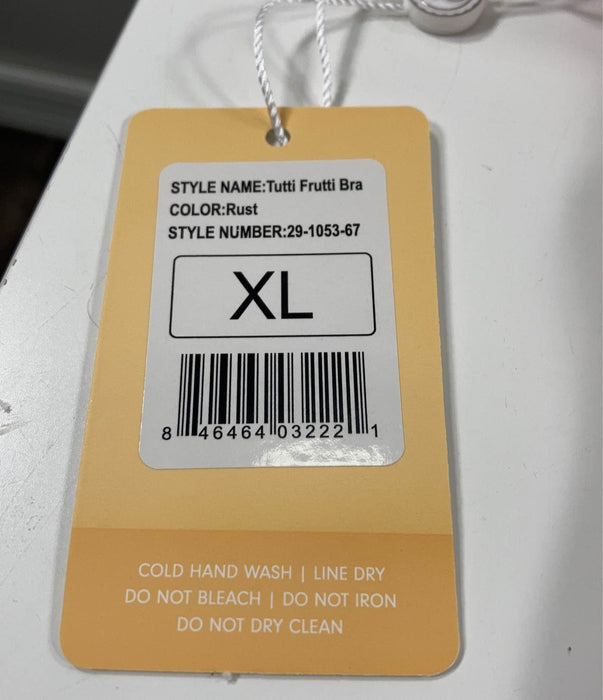 STYLE NAME:Tutti Frutti Bra
COLOR:Rust
STYLE NUMBER:29-1053-67
XL
8 46464 03222 1
COLD HAND WASH | LINE DRY
DO NOT BLEACH | DO NOT IRON
DO NOT DRY CLEAN